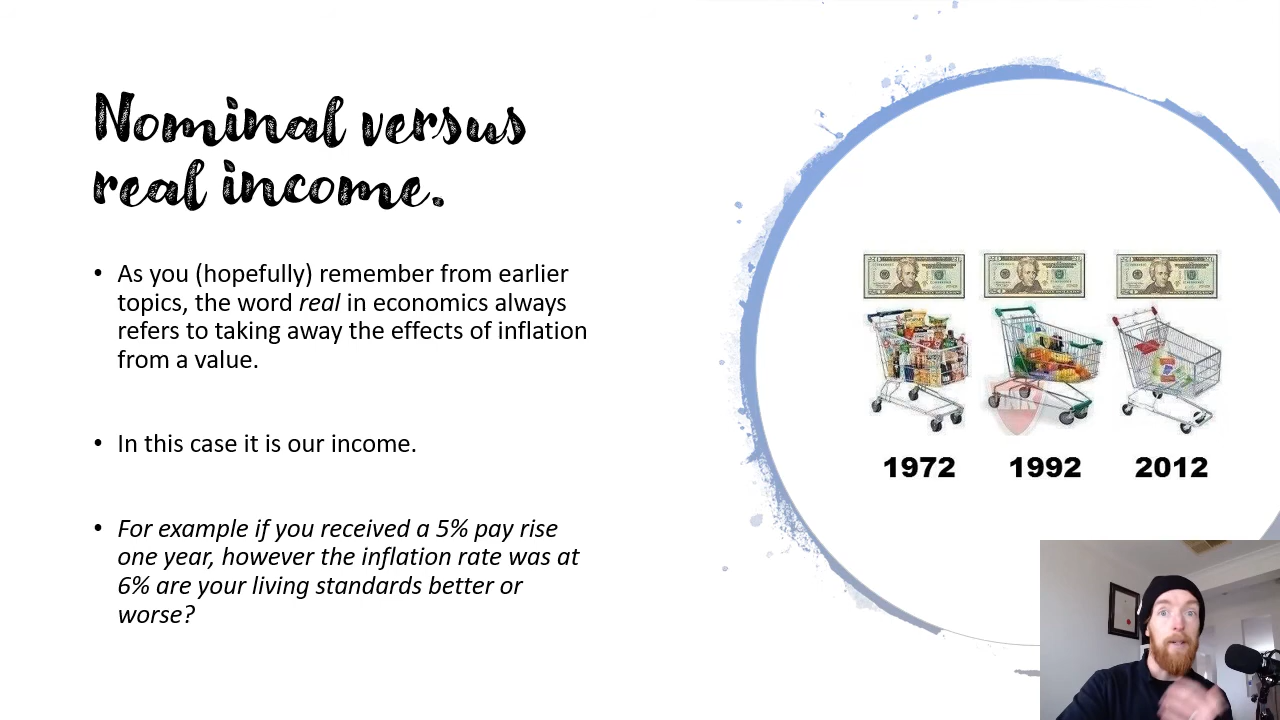 Nominal versus
real income.
• As you (hopefully) remember from earlier
topics, the word real in economics always
refers to taking away the effects of inflation
from a value.
• In this case it is our income.
• For example if you received a 5% pay rise
one year, however the inflation rate was at
6% are your living standards better or
worse?
1972 1992 2012